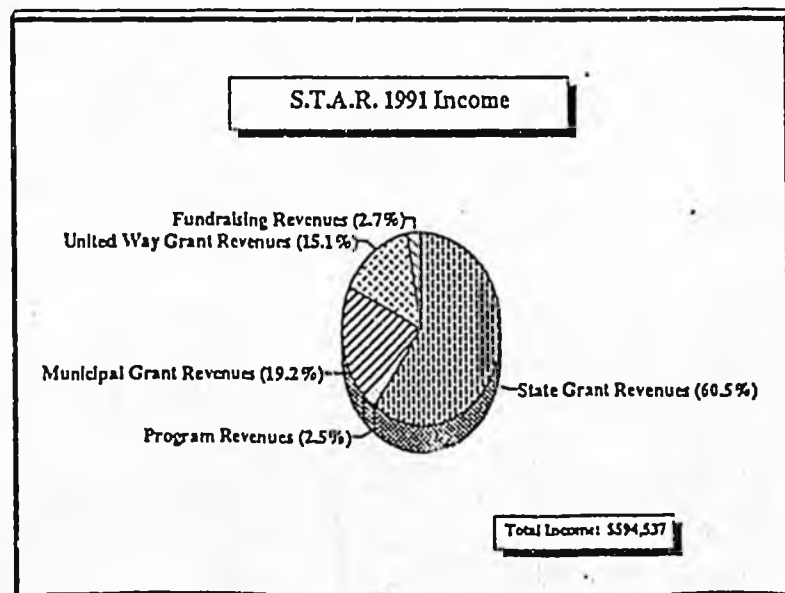 S.T.A.R. 1991 Income
Fundraising Revenues (2.7%)
United Way Grant Revenues (15.1%)
Municipal Grant Revenues (19.2%)
State Grant Revenues (60.5%)
Program Revenues (2.5%)
Total Income: $594,537